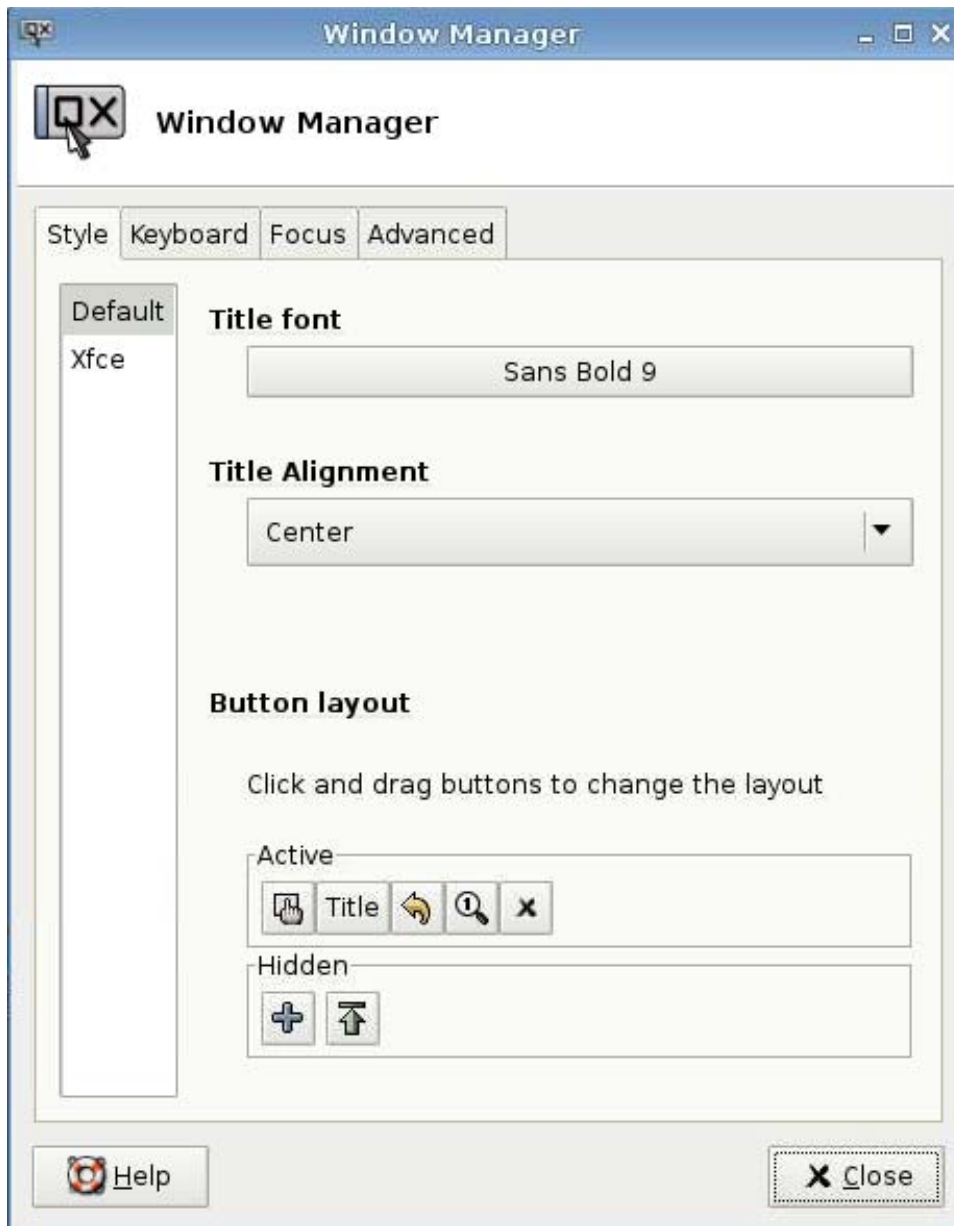 Window Manager
Window Manager
Style Keyboard Focus Advanced
Default
Xfce
Title font
Sans Bold 9
Title Alignment
Center
Button layout
Click and drag buttons to change the layout
Active
Title
Hidden
Help
Close